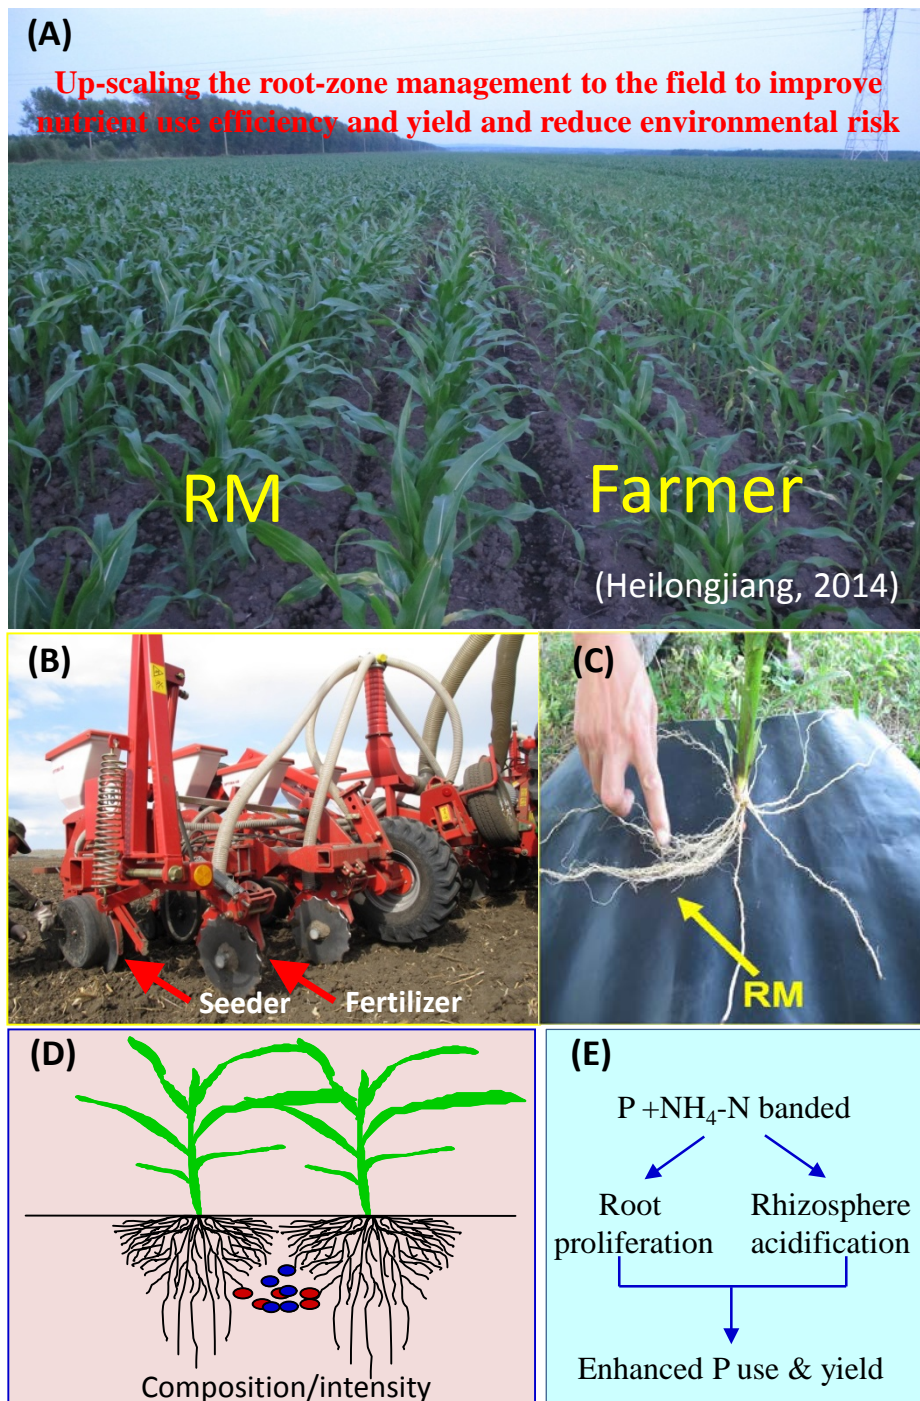 (A)
Up-scaling the root-zone management to the field to improve
nutrient use efficiency and yield and reduce environmental risk
RM
Farmer
(Heilongjiang, 2014)
(B)
Seeder
Fertilizer
(C)
RM
(D)
Composition/intensity
(E)
P +NH₄-N banded
Root
proliferation
Rhizosphere
acidification
Enhanced P use & yield